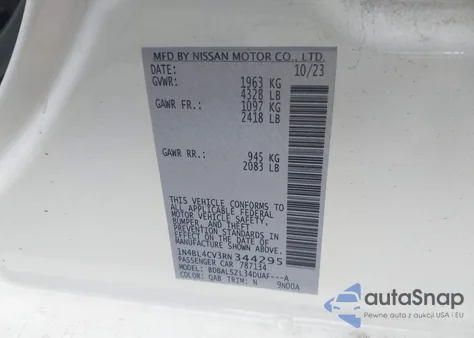 MFD BY NISSAN MOTOR CO., LTD.
DATE: 10/23
GVWR: 1963 KG
4328 LB
GAWR FR.: 1097 KG
2418 LB
GAWR RR.: 945 KG
2083 LB
THIS VEHICLE CONFORMS TO
ALL APPLICABLE FEDERAL
MOTOR VEHICLE SAFETY,
BUMPER, AND THEFT
PREVENTION STANDARDS
IN EFFECT ON THE DATE OF
MANUFACTURE SHOWN ABOVE.
1N4BL4CV3RN344295
PASSENGER CAR 787134
MODEL: BDBALSZL34DUAF---A
COLOR: QAB TRIM: N 9N00A
autoSnap
Pewne auto z aukcji USA i EU